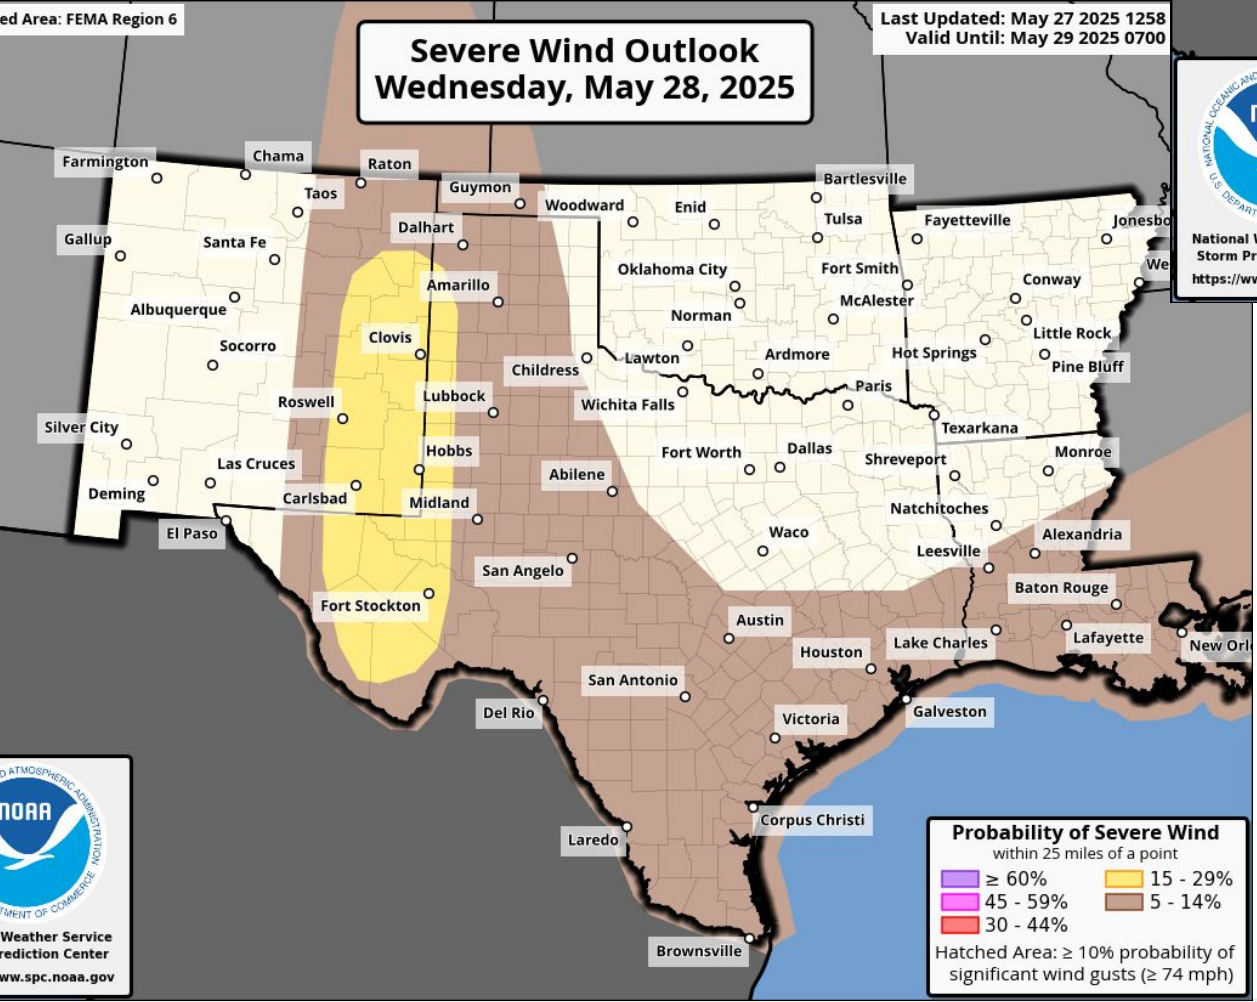 ed Area: FEMA Region 6
Severe Wind Outlook
Wednesday, May 28, 2025
Last Updated: May 27 2025 1258
Valid Until: May 29 2025 0700
Farmington
Chama
Raton
Taos
Guymon
Woodward
Enid
Bartlesville
Tulsa
Fayetteville
Jonesbo
Gallup
Santa Fe
Dalhart
Oklahoma City
Fort Smith
We
Amarillo
Conway
Albuquerque
Norman
McAlester
Little Rock
Socorro
Clovis
Childress
Lawton
Ardmore
Hot Springs
Pine Bluff
Roswell
Lubbock
Wichita Falls
Paris
Silver City
Texarkana
Las Cruces
Hobbs
Fort Worth
Dallas
Shreveport
Monroe
Deming
Carlsbad
Midland
Abilene
Natchitoches
El Paso
Waco
Alexandria
Leesville
San Angelo
Baton Rouge
Fort Stockton
Austin
Houston
Lake Charles
Lafayette
New Orl
San Antonio
Del Rio
Victoria
Galveston
Laredo
Corpus Christi
Brownsville
National W
Storm Pr
https://ww
NOAA
Weather Service
rediction Center
ww.spc.noaa.gov
Probability of Severe Wind
within 25 miles of a point
≥ 60%
15 - 29%
45 - 59%
5 - 14%
30 - 44%
Hatched Area: ≥ 10% probability of
significant wind gusts (≥ 74 mph)